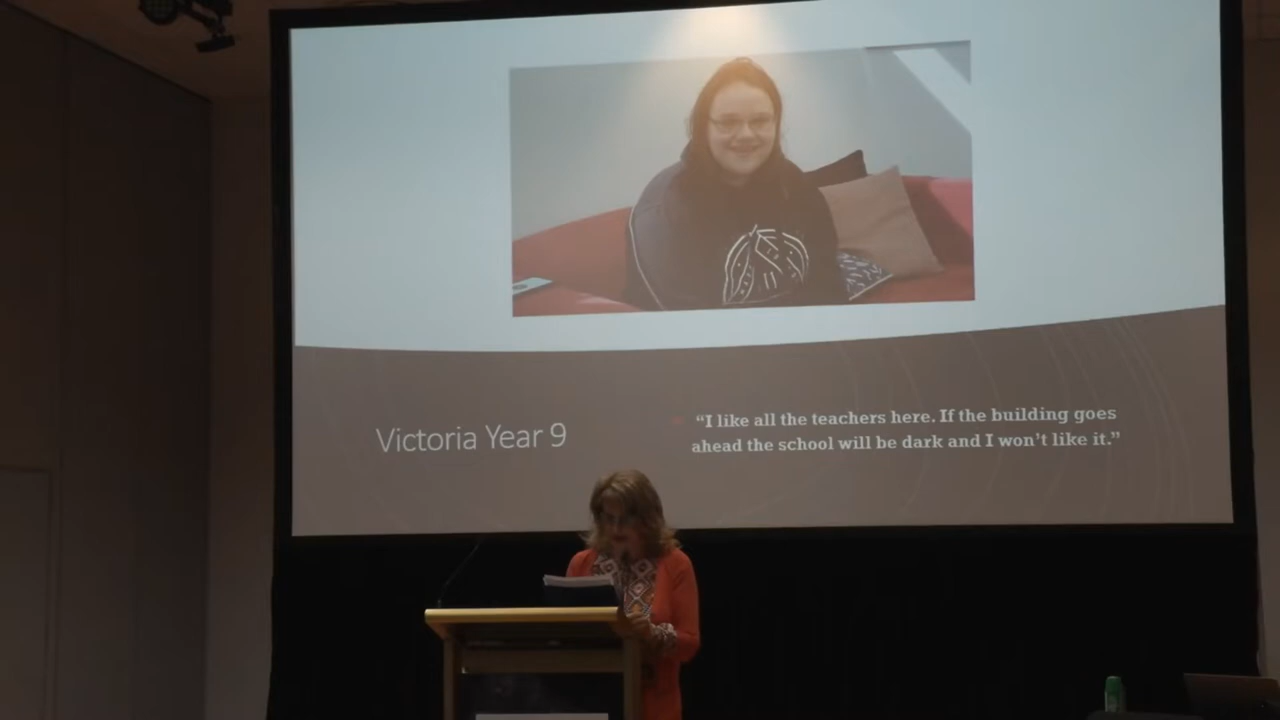 Victoria Year 9
“I like all the teachers here. If the building goes
ahead the school will be dark and I won’t like it.”